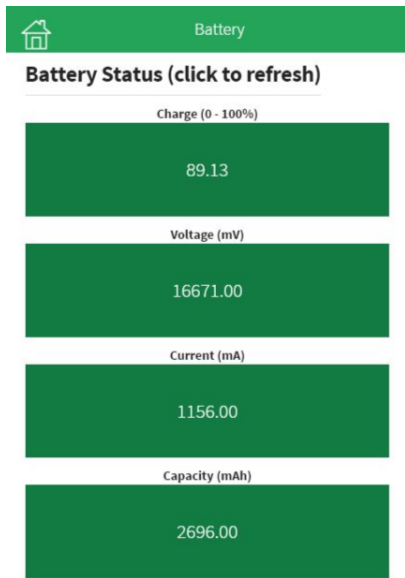 Battery
Battery Status (click to refresh)
Charge (0 - 100%)
89.13
Voltage (mV)
16671.00
Current (mA)
1156.00
Capacity (mAh)
2696.00